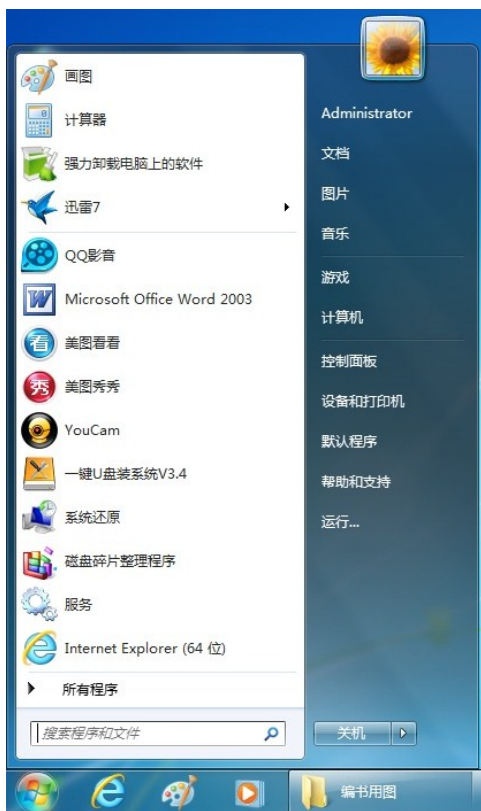 画图
计算器
强力卸载电脑上的软件
迅雷7
QQ影音
Microsoft Office Word 2003
美图看看
美图秀秀
YouCam
一键U盘装系统V3.4
系统还原
磁盘碎片整理程序
服务
Internet Explorer (64 位)
所有程序
搜索程序和文件
Administrator
文档
图片
音乐
游戏
计算机
控制面板
设备和打印机
默认程序
帮助和支持
运行...
关机
编书用图